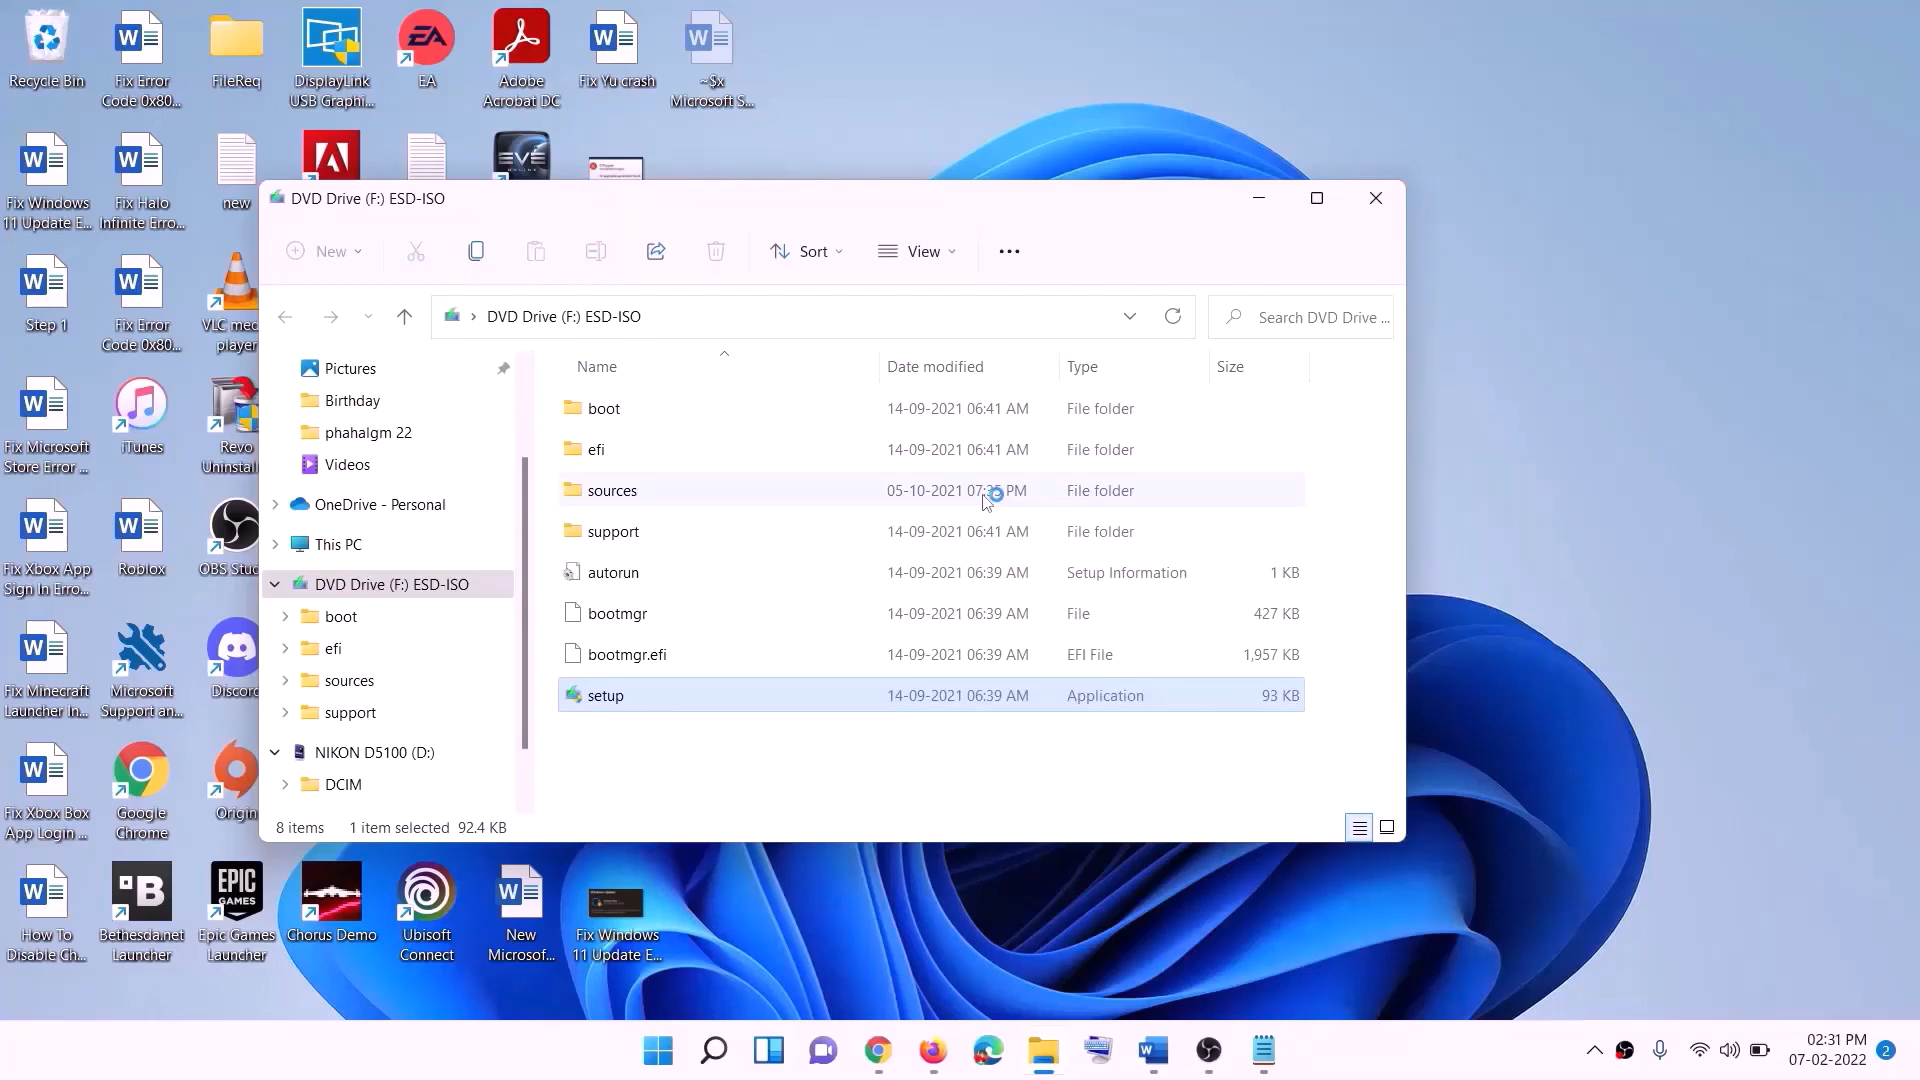 Recycle Bin
Fix Error
Code 0x80...
FileReq
DisplayLink
USB Graphi...
EA
EA
Adobe
Acrobat DC
Fix Yu crash
~$x
Microsoft S...
Fix Windows
11 Update E...
Fix Halo
Infinite Erro...
new
EVE
ONLINE
Step 1
Fix Error
Code 0x80...
VLC med
player
Fix Microsoft
Store Error ...
iTunes
Revo
Uninstall
Fix Xbox App
Sign In Erro...
Roblox
OBS Stud
Fix Minecraft
Launcher In...
Microsoft
Support an...
Discord
Fix Xbox Box
App Login ...
Google
Chrome
Origin
How To
Disable Ch...
Bethesda.net
Launcher
EPIC
GAMES
Epic Games
Launcher
Chorus Demo
Ubisoft
Connect
New
Microsof...
Fix Windows
11 Update E...
DVD Drive (F:) ESD-ISO
New
Sort
View
DVD Drive (F:) ESD-ISO
Search DVD Drive ...
Pictures
Birthday
phahalgm 22
Videos
OneDrive - Personal
This PC
DVD Drive (F:) ESD-ISO
boot
efi
sources
support
NIKON D5100 (D:)
DCIM
Name Date modified Type Size
boot 14-09-2021 06:41 AM File folder
efi 14-09-2021 06:41 AM File folder
sources 05-10-2021 PM File folder
support 14-09-2021 06:41 AM File folder
autorun 14-09-2021 06:39 AM Setup Information 1 KB
bootmgr 14-09-2021 06:39 AM File 427 KB
bootmgr.efi 14-09-2021 06:39 AM EFI File 1,957 KB
setup 14-09-2021 06:39 AM Application 93 KB
8 items 1 item selected 92.4 KB
02:31 PM
07-02-2022
2